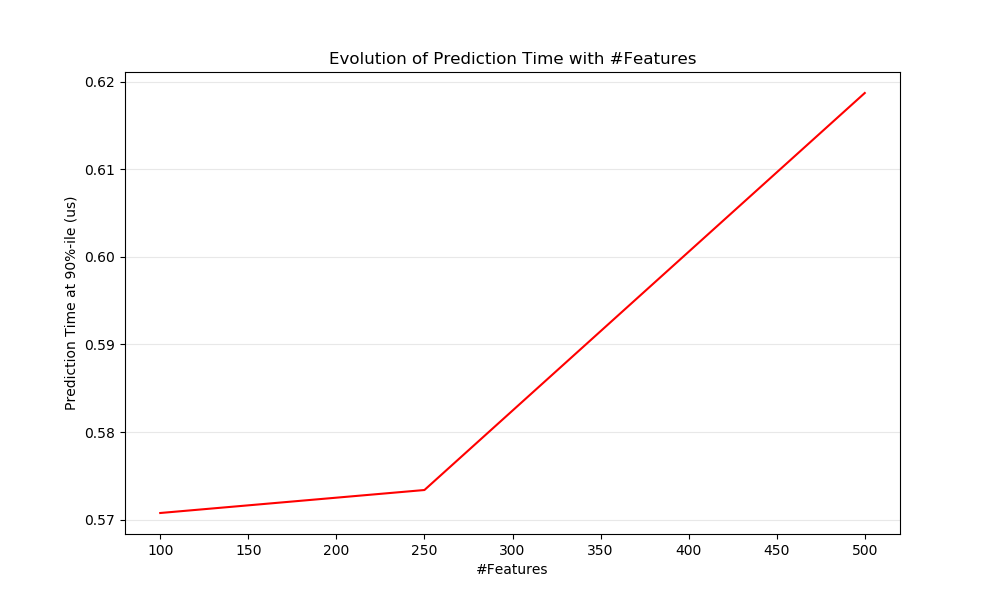 Evolution of Prediction Time with #Features
Prediction Time at 90%-ile (us)
0.62
0.61
0.60
0.59
0.58
0.57
100 150 200 250 300 350 400 450 500
#Features